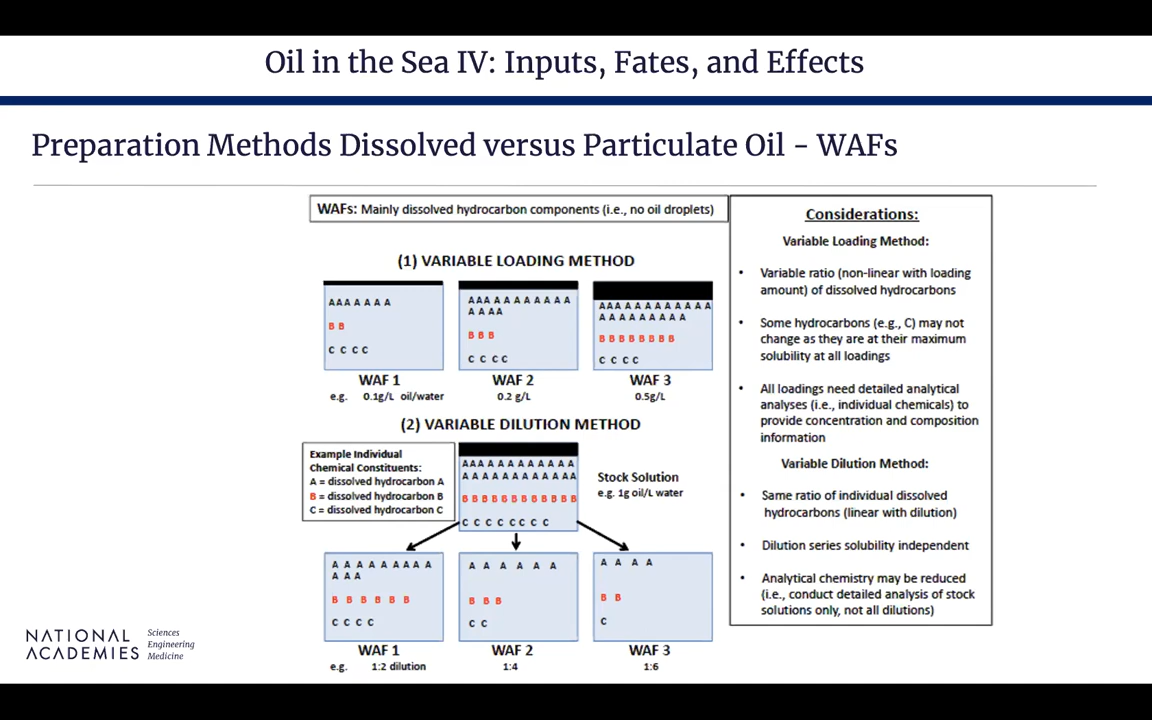 Oil in the Sea IV: Inputs, Fates, and Effects
Preparation Methods Dissolved versus Particulate Oil - WAFs
WAFs: Mainly dissolved hydrocarbon components (i.e., no oil droplets)
(1) VARIABLE LOADING METHOD
AAA A A A A
B B
C C C C
WAF 1
e.g. 0.1g/L oil/water
AAA A A A A A A A A
A A A A
B B B
C C C C
WAF 2
0.2 g/L
AAA A A A A A A A A A
A A A A A A A A A
B B B B B B B B
C C C C
WAF 3
0.5g/L
(2) VARIABLE DILUTION METHOD
Example Individual
Chemical Constituents:
A = dissolved hydrocarbon A
B = dissolved hydrocarbon B
C = dissolved hydrocarbon C
AAA A A A A A A A A A
A AAA A A A A A AAA
B B B B B B B B B B B B
C C C C C C C C
Stock Solution
e.g. 1g oil/L water
A A A A A A A A A
A A A
B B B B B B
C C C C
WAF 1
e.g. 1:2 dilution
A A A A A A
B B B
C C
WAF 2
1:4
A A A A
B B
C
WAF 3
1:6
Considerations:
Variable Loading Method:
• Variable ratio (non-linear with loading
amount) of dissolved hydrocarbons
• Some hydrocarbons (e.g., C) may not
change as they are at their maximum
solubility at all loadings
• All loadings need detailed analytical
analyses (i.e., individual chemicals) to
provide concentration and composition
information
Variable Dilution Method:
• Same ratio of individual dissolved
hydrocarbons (linear with dilution)
• Dilution series solubility independent
• Analytical chemistry may be reduced
(i.e., conduct detailed analysis of stock
solutions only, not all dilutions)
NATIONAL ACADEMIES
Sciences
Engineering
Medicine